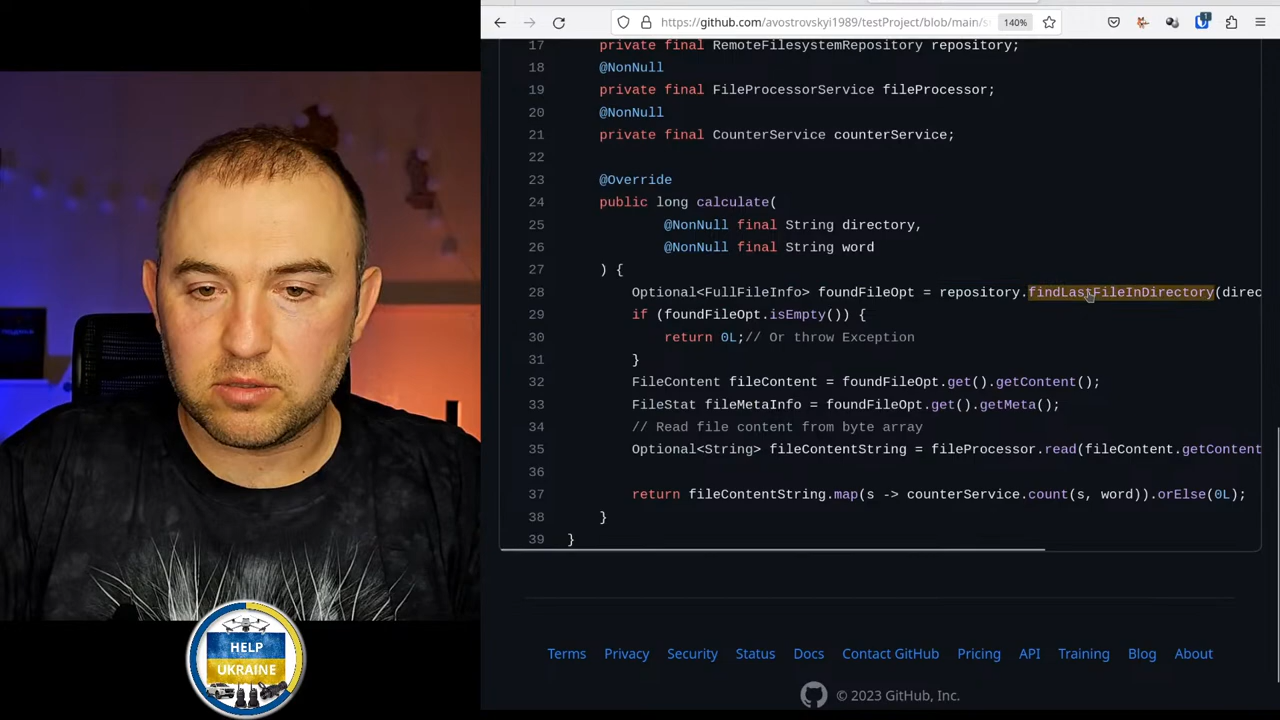 https://github.com/avostrovskyi1989/testProject/blob/main/s
140%
1
17 private final RemoteFilesystemRepository repository;
18 @NonNull
19 private final FileProcessorService fileProcessor;
20 @NonNull
21 private final CounterService counterService;
22
23 @Override
24 public long calculate(
25 @NonNull final String directory,
26 @NonNull final String word
27 ) {
28 Optional<FullFileInfo> foundFileOpt = repository.findLastFileInDirectory(direc
29 if (foundFileOpt.isEmpty()) {
30 return 0L;// Or throw Exception
31 }
32 FileContent fileContent = foundFileOpt.get().getContent();
33 FileStat fileMetaInfo = foundFileOpt.get().getMeta();
34 // Read file content from byte array
35 Optional<String> fileContentString = fileProcessor.read(fileContent.getContent
36
37 return fileContentString.map(s -> counterService.count(s, word)).orElse(0L);
38 }
39 }
Terms Privacy Security Status Docs Contact GitHub Pricing API Training Blog About
© 2023 GitHub, Inc.
HELP
UKRAINE